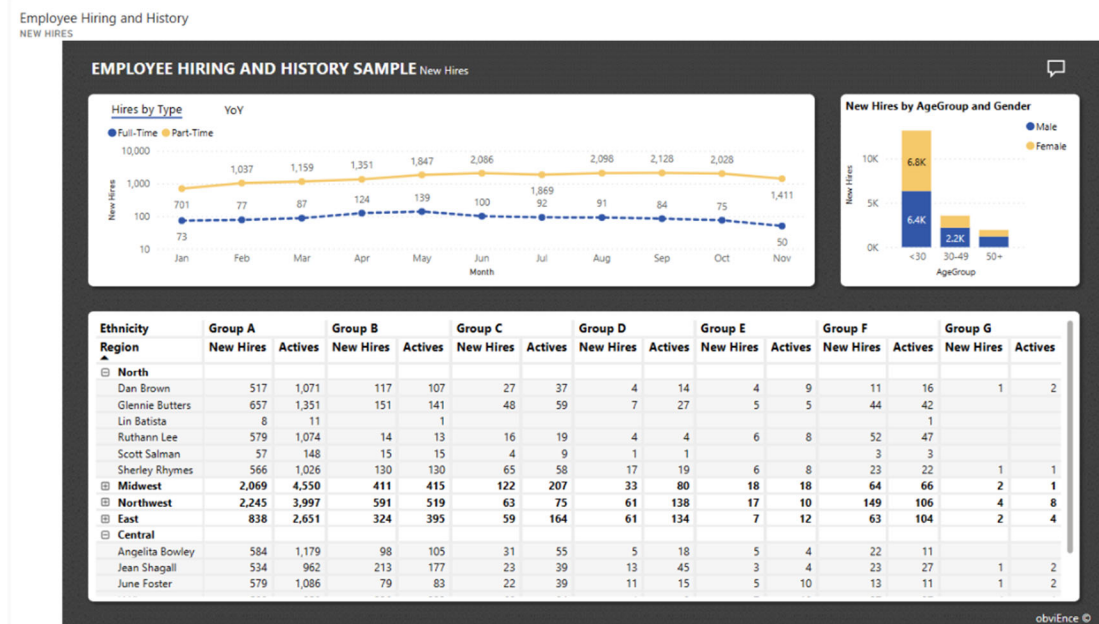 Employee Hiring and History
NEW HIRES
EMPLOYEE HIRING AND HISTORY SAMPLE New Hires
Hires by Type YoY
Full-Time Part-Time
10,000
1,000
100
10
New Hires
701 1,037 1,159 1,351 1,847 2,086 1,869 2,098 2,128 2,028 1,411
73 77 87 124 139 100 92 91 84 75 50
Jan Feb Mar Apr May Jun Jul Aug Sep Oct Nov
Month
New Hires by AgeGroup and Gender
Male
Female
10K
5K
0K
New Hires
6.8K
6.4K
2.2K
<30 30-49 50+
AgeGroup
Ethnicity Group A Group B Group C Group D Group E Group F Group G
Region New Hires Actives New Hires Actives New Hires Actives New Hires Actives New Hires Actives New Hires Actives New Hires Actives
North
Dan Brown 517 1,071 117 107 27 37 4 14 4 9 11 16 1 2
Glennie Butters 657 1,351 151 141 48 59 7 27 5 5 44 42
Lin Batista 8 11 1 1
Ruthann Lee 579 1,074 14 13 16 19 4 4 6 8 52 47
Scott Salman 57 148 15 15 4 9 1 1 3 3
Sherley Rhymes 566 1,026 130 130 65 58 17 19 6 8 23 22 1 1
Midwest 2,069 4,550 411 415 122 207 33 80 18 18 64 66 2 1
Northwest 2,245 3,997 591 519 63 75 61 138 17 10 149 106 4 8
East 838 2,651 324 395 59 164 61 134 7 12 63 104 2 4
Central
Angelita Bowley 584 1,179 98 105 31 55 5 18 5 4 22 11
Jean Shagall 534 962 213 177 23 39 13 45 3 4 23 27 1 2
June Foster 579 1,086 79 83 22 39 11 15 5 10 13 11 1 2
obviEnce ©